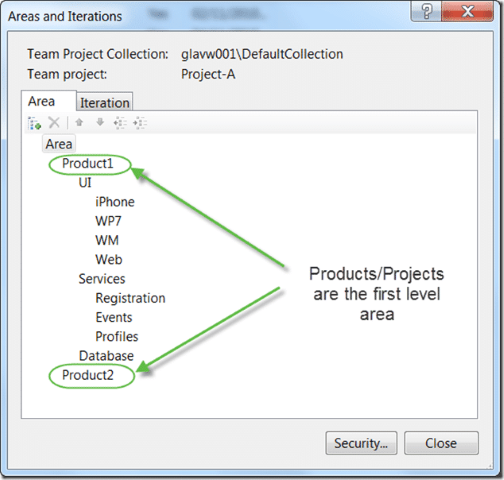 Areas and Iterations
Team Project Collection: glavw001\DefaultCollection
Team project: Project-A
Area Iteration
Area
Product1
UI
iPhone
WP7
WM
Web
Services
Registration
Events
Profiles
Database
Product2
Products/Projects
are the first level
area
Security... Close